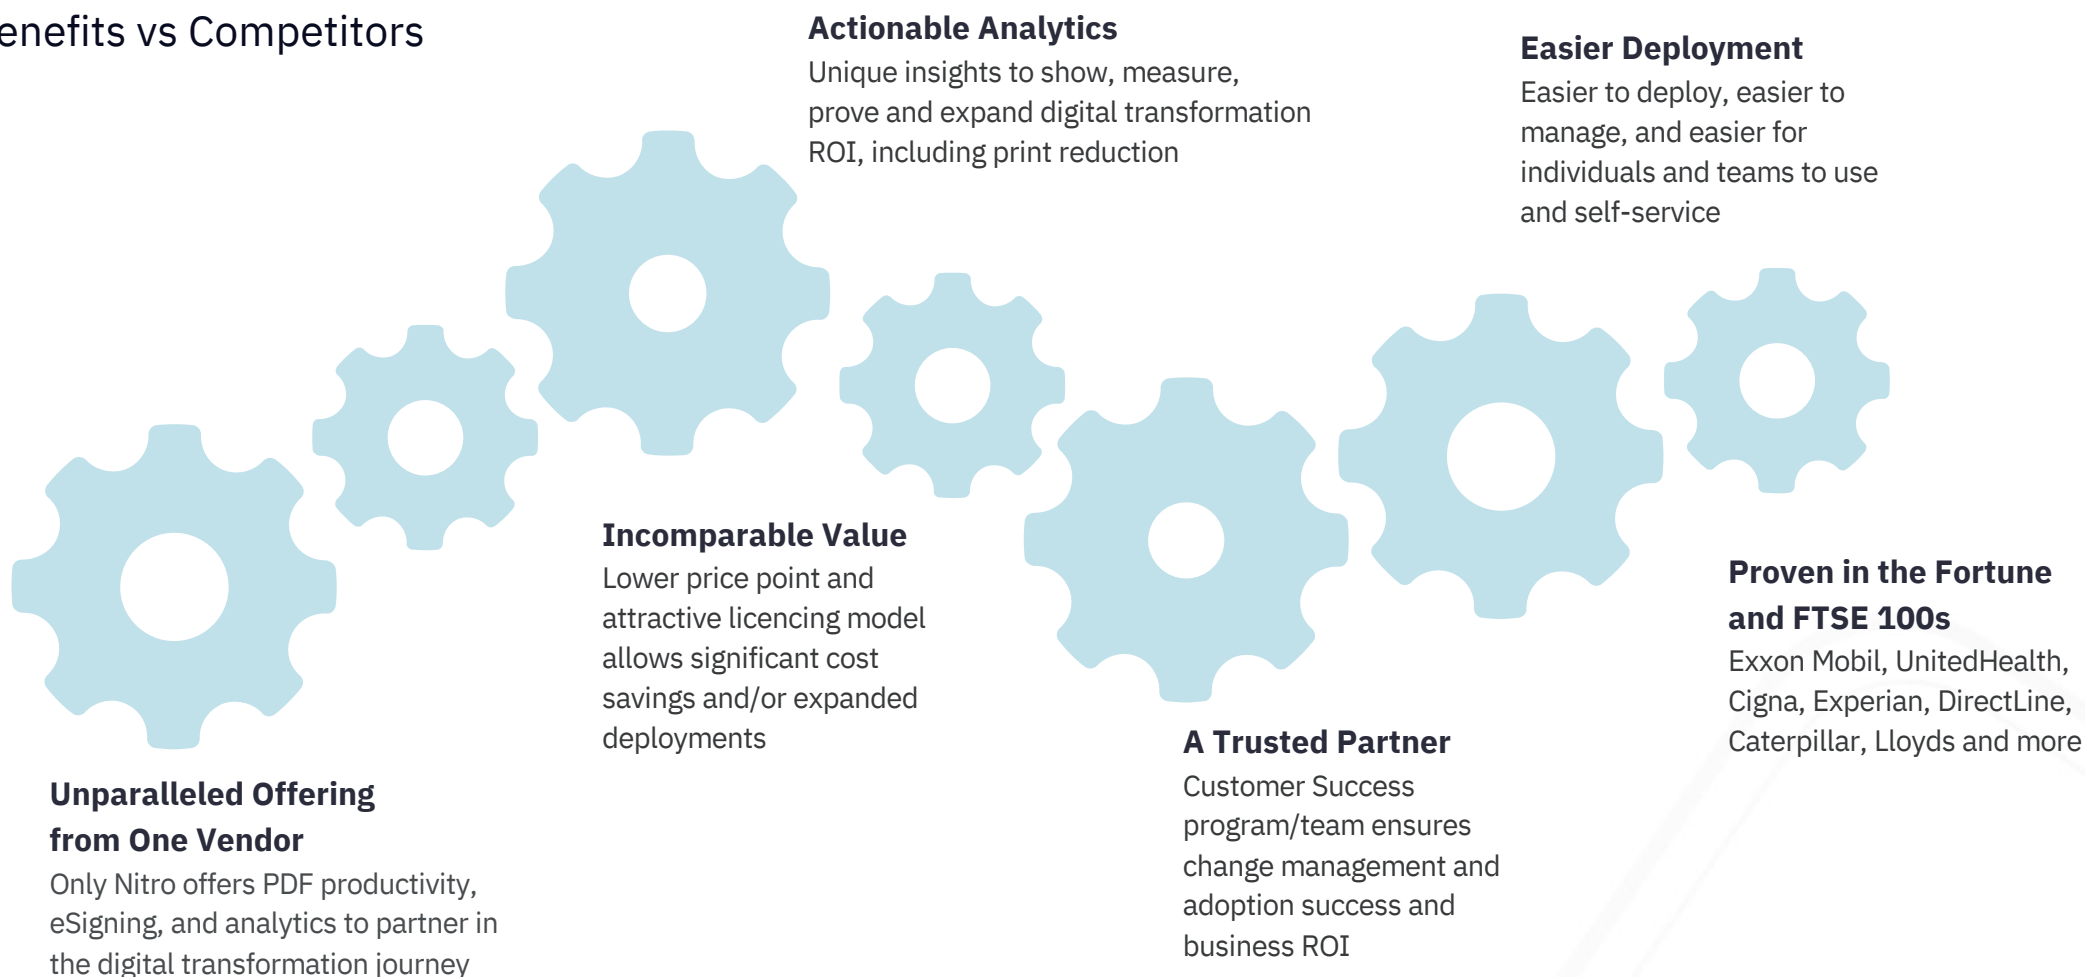 enefits vs Competitors
Actionable Analytics
Unique insights to show, measure,
prove and expand digital transformation
ROI, including print reduction
Easier Deployment
Easier to deploy, easier to
manage, and easier for
individuals and teams to use
and self-service
Incomparable Value
Lower price point and
attractive licencing model
allows significant cost
savings and/or expanded
deployments
Proven in the Fortune
and FTSE 100s
Exxon Mobil, UnitedHealth,
Cigna, Experian, DirectLine,
Caterpillar, Lloyds and more
A Trusted Partner
Customer Success
program/team ensures
change management and
adoption success and
business ROI
Unparalleled Offering
from One Vendor
Only Nitro offers PDF productivity,
eSigning, and analytics to partner in
the digital transformation journey